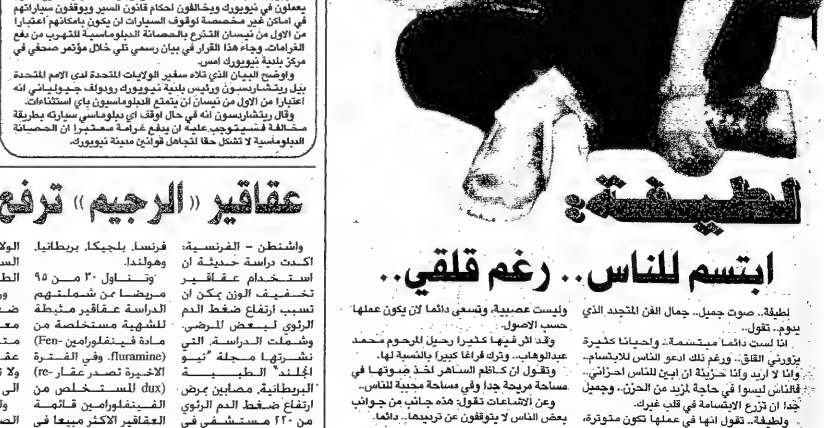 يعملون في نيويورك ويخالفون احكام قانون السير ويوقفون سياراتهم
في اماكن غير مخصصة لوقوف السيارات لن يكون بامكانهم اعتبارا
من الاول من نيسان التذرع بالحصانة الدبلوماسية للتهرب من دفع
الغرامات. وجاء هذا القرار في بيان رسمي تلي خلال مؤتمر صحفي في
مركز بلدية نيويورك امس.
واوضح البيان الذي تلاه سفير الولايات المتحدة لدى الامم المتحدة
بيل ريتشاردسون ورئيس بلدية نيويورك رودولف جيولياني انه
اعتبارا من الاول من نيسان لن يتمتع الدبلوماسيون باي استثناءات.
وقال ريتشاردسون انه في حال اوقف اي دبلوماسي سيارته بطريقة
مخالفة فسيتوجب عليه ان يدفع غرامة معتبرا ان الحصانة
الدبلوماسية لا تشكل حقا لتجاهل قوانين مدينة نيويورك.
لطيفة:
ابتسم للناس.. رغم قلقي..
لطيفة.. صوت جميل.. جمال الفن المتجدد الذي
يدوم.. تقول..
انا لست دائما مبتسمة.. واحيانا كثيرة
يزورني القلق.. ورغم ذلك ادعو الناس للابتسام..
وانا لا اريد وانا حزينة ان ابين للناس احزاني..
فالناس ليسوا في حاجة لمزيد من الحزن.. وجميل
جدا ان تزرع الابتسامة في قلب غيرك.
ولطيفة.. تقول انها في عملها تكون متوترة،
وليست عصبية، وتسعى دائما لان يكون عملها
حسب الاصول.
وقد اثر فيها كثيرا رحيل المرحوم محمد
عبدالوهاب.. وترك فراغا كبيرا بالنسبة لها.
وتقول ان كاظم الساهر اخذ صوتها في
مساحة مريحة جدا وفي مساحة محببة للناس..
وعن الاشاعات تقول: هذه جانب من جوانب
بعض الناس لا يتوقفون عن ترديدها.. دائما.
عقاقير «الرجيم» ترفع
واشنطن - الفرنسية:
اكدت دراسة حديثة ان
استخدام عقاقير
تخفيف الوزن يمكن ان
تسبب ارتفاع ضغط الدم
الرئوي لبعض المرضى.
وشملت الدراسة، التي
نشرتها مجلة "نيو
انجلند" الطبية
البريطانية، مصابين بمرض
ارتفاع ضغط الدم الرئوي
من ٢٢٠ مستشفى في
فرنسا، بلجيكا، بريطانيا،
وهولندا.
وتناول ٣٠ من ٩٥
مريضا من شملتهم
الدراسة عقاقير مثبطة
للشهية مستخلصة من
مادة فينفلورامين (Fen-
fluramine). وفي الفترة
الاخيرة تصدر عقار (re-
dux) المستخلص من
الفينفلورامين قائمة
العقاقير الاكثر مبيعا في